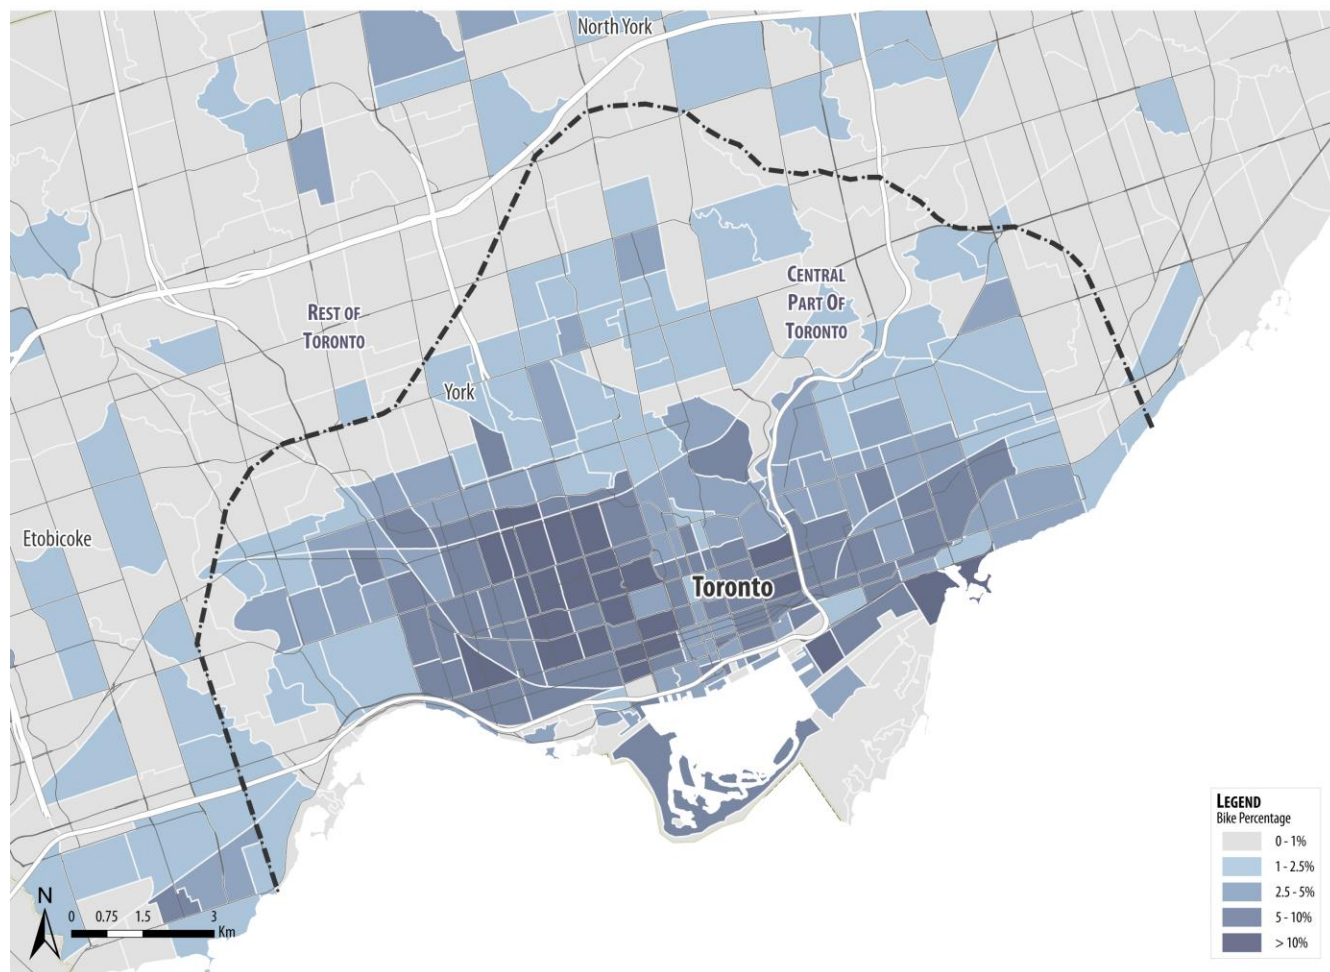 North York
CENTRAL
PART OF
TORONTO
REST OF
TORONTO
York
Etobicoke
Toronto
LEGEND
Bike Percentage
0 - 1%
1 - 2.5%
2.5 - 5%
5 - 10%
> 10%
N
0 0.75 1.5 3
Km